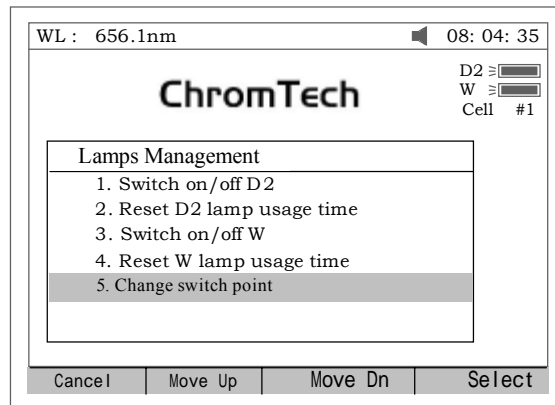 WL : 656.1nm 08: 04: 35
D2
W
Cell #1
ChromTech
Lamps Management
1. Switch on/off D2
2. Reset D2 lamp usage time
3. Switch on/off W
4. Reset W lamp usage time
5. Change switch point
Cancel Move Up Move Dn Select